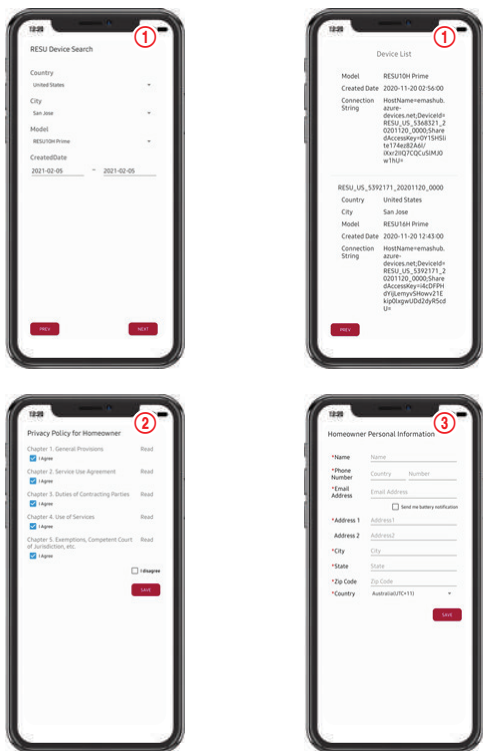 12:20
①
RESU Device Search
Country
United States
City
San Jose
Model
RESU10H Prime
CreatedDate
2021-02-05 ~ 2021-02-05
PREV NEXT
12:20
①
Device List
Model RESU10H Prime
Created Date 2020-11-20 02:56:00
Connection HostName=emashub.
String azure-
devices.net;DeviceId=
RESU_US_5368321_2
0201120_0000;Share
dAccessKey=
w1hU=
RESU_US_5392171_20201120_0000
Country United States
City San Jose
Model RESU16H Prime
Created Date 2020-11-20 12:43:00
Connection HostName=emashub.
String azure-
devices.net;DeviceId=
RESU_US_5392171_2
0201120_0000;Share
U=
PREV
12:20
②
Privacy Policy for Homeowner
Chapter 1. General Provisions Read
I Agree
Chapter 2. Service Use Agreement Read
I Agree
Chapter 3. Duties of Contracting Parties Read
I Agree
Chapter 4. Use of Services Read
I Agree
Chapter 5. Exemptions, Competent Court Read
of Jurisdiction, etc.
I Agree
I disagree
SAVE
12:20
③
Homeowner Personal Information
*Name Name
*Phone Country Number
Number
*Email Email Address
Address
Send me battery notification
*Address 1 Address1
Address 2 Address2
*City City
*State State
*Zip Code Zip Code
*Country Australia(UTC+11)
SAVE